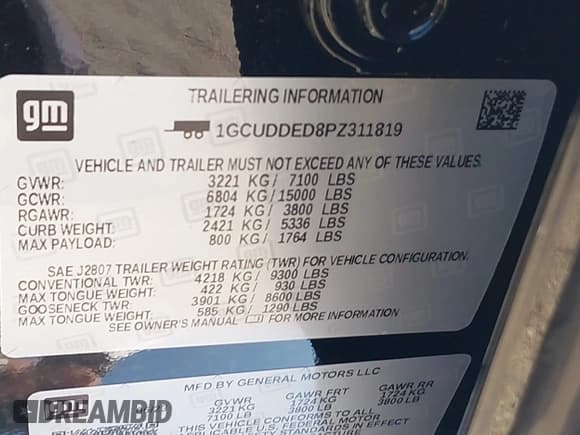 gm
TRAILERING INFORMATION
1GCUDDED8PZ311819
VEHICLE AND TRAILER MUST NOT EXCEED ANY OF THESE VALUES.
GVWR: 3221 KG / 7100 LBS
GCWR: 6804 KG / 15000 LBS
RGAWR: 1724 KG / 3800 LBS
CURB WEIGHT: 2421 KG / 5336 LBS
MAX PAYLOAD: 800 KG / 1764 LBS
SAE J2807 TRAILER WEIGHT RATING (TWR) FOR VEHICLE CONFIGURATION.
CONVENTIONAL TWR: 4218 KG / 9300 LBS
MAX TONGUE WEIGHT: 422 KG / 930 LBS
GOOSENECK TWR: 3901 KG / 8600 LBS
MAX TONGUE WEIGHT: 585 KG / 1290 LBS
SEE OWNER'S MANUAL FOR MORE INFORMATION
MFD BY GENERAL MOTORS LLC
gm
GVWR GAWR FRT GAWR RR
3221 KG 1724 KG 1724 KG
7100 LB 3800 LB 3800 LB
THIS VEHICLE CONFORMS TO ALL
DREAMBID